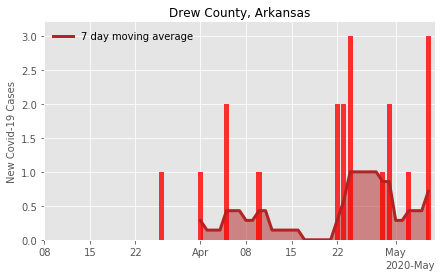 Drew County, Arkansas
7 day moving average
New Covid-19 Cases
3.0
2.5
2.0
1.5
1.0
0.5
0.0
08 15 22 Apr 08 15 22 May
2020-May